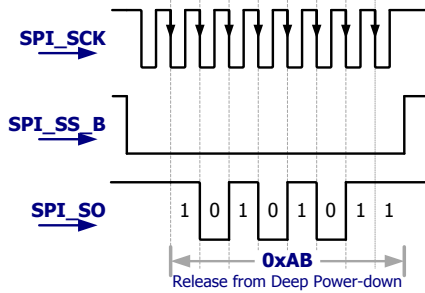 SPI_SCK
SPI_SS_B
SPI_SO
1 0 1 0 1 0 1 1
0xAB
Release from Deep Power-down